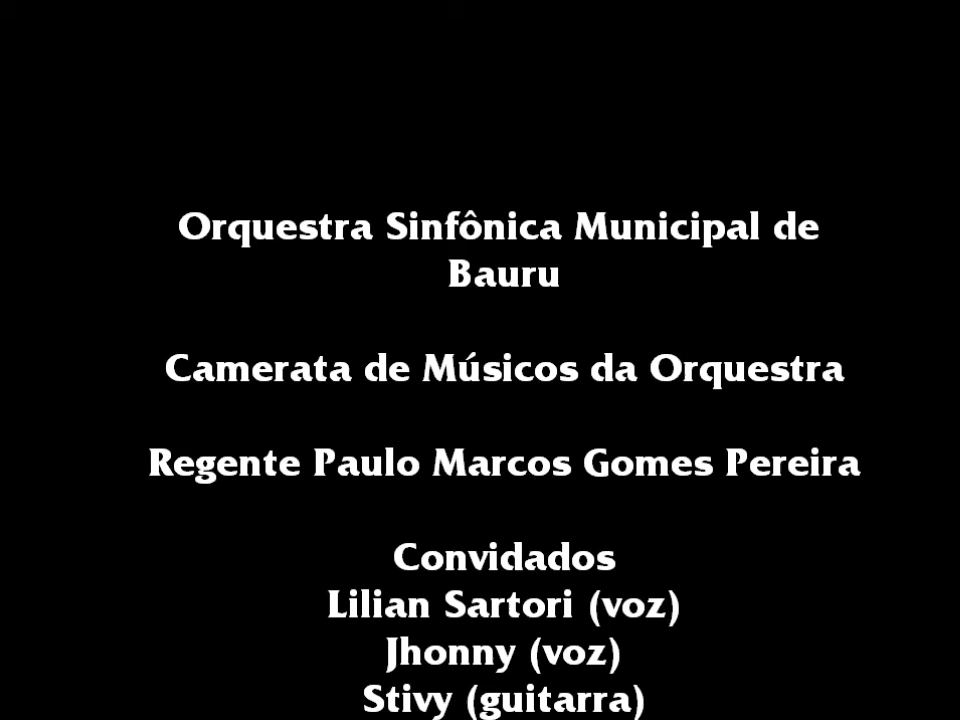 Orquestra Sinfônica Municipal de
Bauru
Camerata de Músicos da Orquestra
Regente Paulo Marcos Gomes Pereira
Convidados
Lilian Sartori (voz)
Jhonny (voz)
Stivy (guitarra)